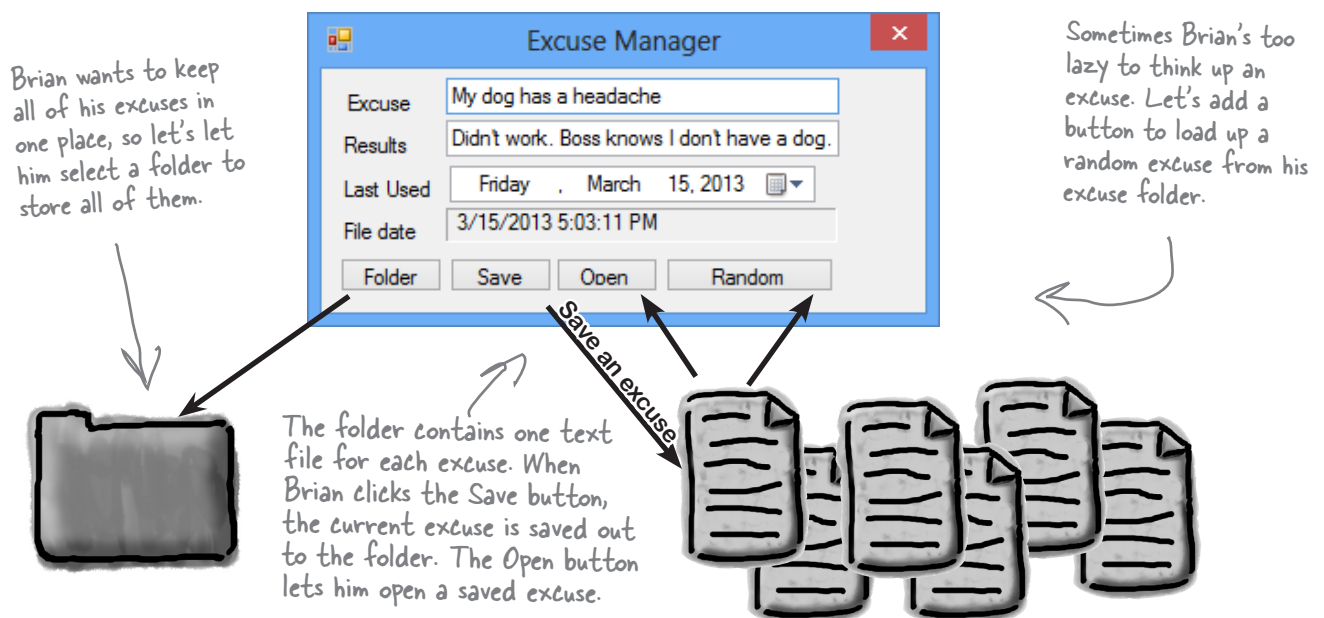 Brian wants to keep
all of his excuses in
one place, so let's let
him select a folder to
store all of them.
Excuse Manager
x
Excuse
My dog has a headache
Results
Didn't work. Boss knows I don't have a dog.
Last Used
Friday , March 15, 2013
File date
3/15/2013 5:03:11 PM
Folder
Save
Open
Random
Sometimes Brian's too
lazy to think up an
excuse. Let's add a
button to load up a
random excuse from his
excuse folder.
Save an excuse
The folder contains one text
file for each excuse. When
Brian clicks the Save button,
the current excuse is saved out
to the folder. The Open button
lets him open a saved excuse.